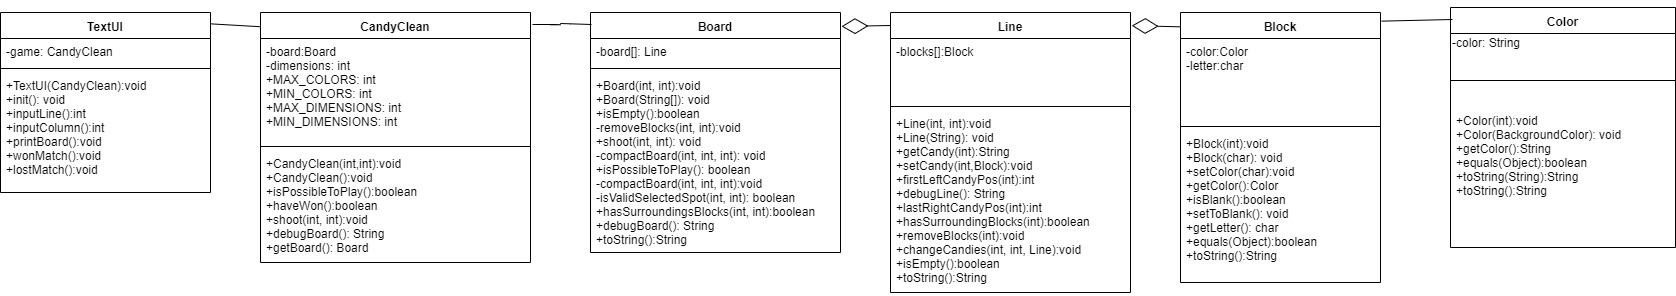 TextUI
-game: CandyClean
+TextUI(CandyClean):void
+init(): void
+inputLine():int
+inputColumn():int
+printBoard():void
+wonMatch():void
+lostMatch():void
CandyClean
-board:Board
-dimensions: int
+MAX_COLORS: int
+MIN_COLORS: int
+MAX_DIMENSIONS: int
+MIN_DIMENSIONS: int
+CandyClean(int,int):void
+CandyClean():void
+isPossibleToPlay():boolean
+haveWon():boolean
+shoot(int, int):void
+debugBoard(): String
+getBoard(): Board
Board
-board[]: Line
+Board(int, int):void
+Board(String[]): void
+isEmpty():boolean
-removeBlocks(int, int):void
+shoot(int, int): void
-compactBoard(int, int, int): void
+isPossibleToPlay(): boolean
-compactBoard(int, int, int):void
-isValidSelectedSpot(int, int): boolean
+hasSurroundingsBlocks(int, int):boolean
+debugBoard(): String
+toString():String
Line
-blocks[]:Block
+Line(int, int):void
+Line(String): void
+getCandy(int):String
+setCandy(int,Block):void
+firstLeftCandyPos(int):int
+debugLine(): String
+lastRightCandyPos(int):int
+hasSurroundingBlocks(int):boolean
+removeBlocks(int):void
+changeCandies(int, int, Line):void
+isEmpty():boolean
+toString():String
Block
-color:Color
-letter:char
+Block(int):void
+Block(char): void
+setColor(char):void
+getColor():Color
+isBlank():boolean
+setToBlank(): void
+getLetter(): char
+equals(Object):boolean
+toString():String
Color
-color: String
+Color(int):void
+Color(BackgroundColor): void
+getColor():String
+equals(Object):boolean
+toString(String):String
+toString():String